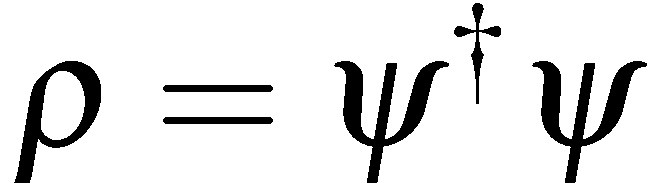 ρ = ψ† ψ